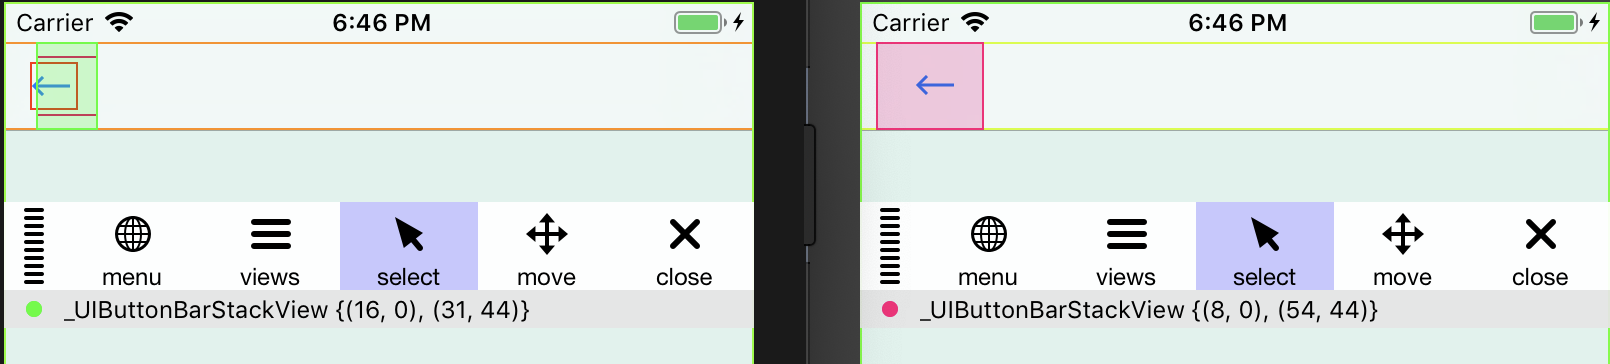 Carrier 6:46 PM
menu views select move close
_UIButtonBarStackView {(16, 0), (31, 44)}
Carrier 6:46 PM
menu views select move close
_UIButtonBarStackView {(8, 0), (54, 44)}